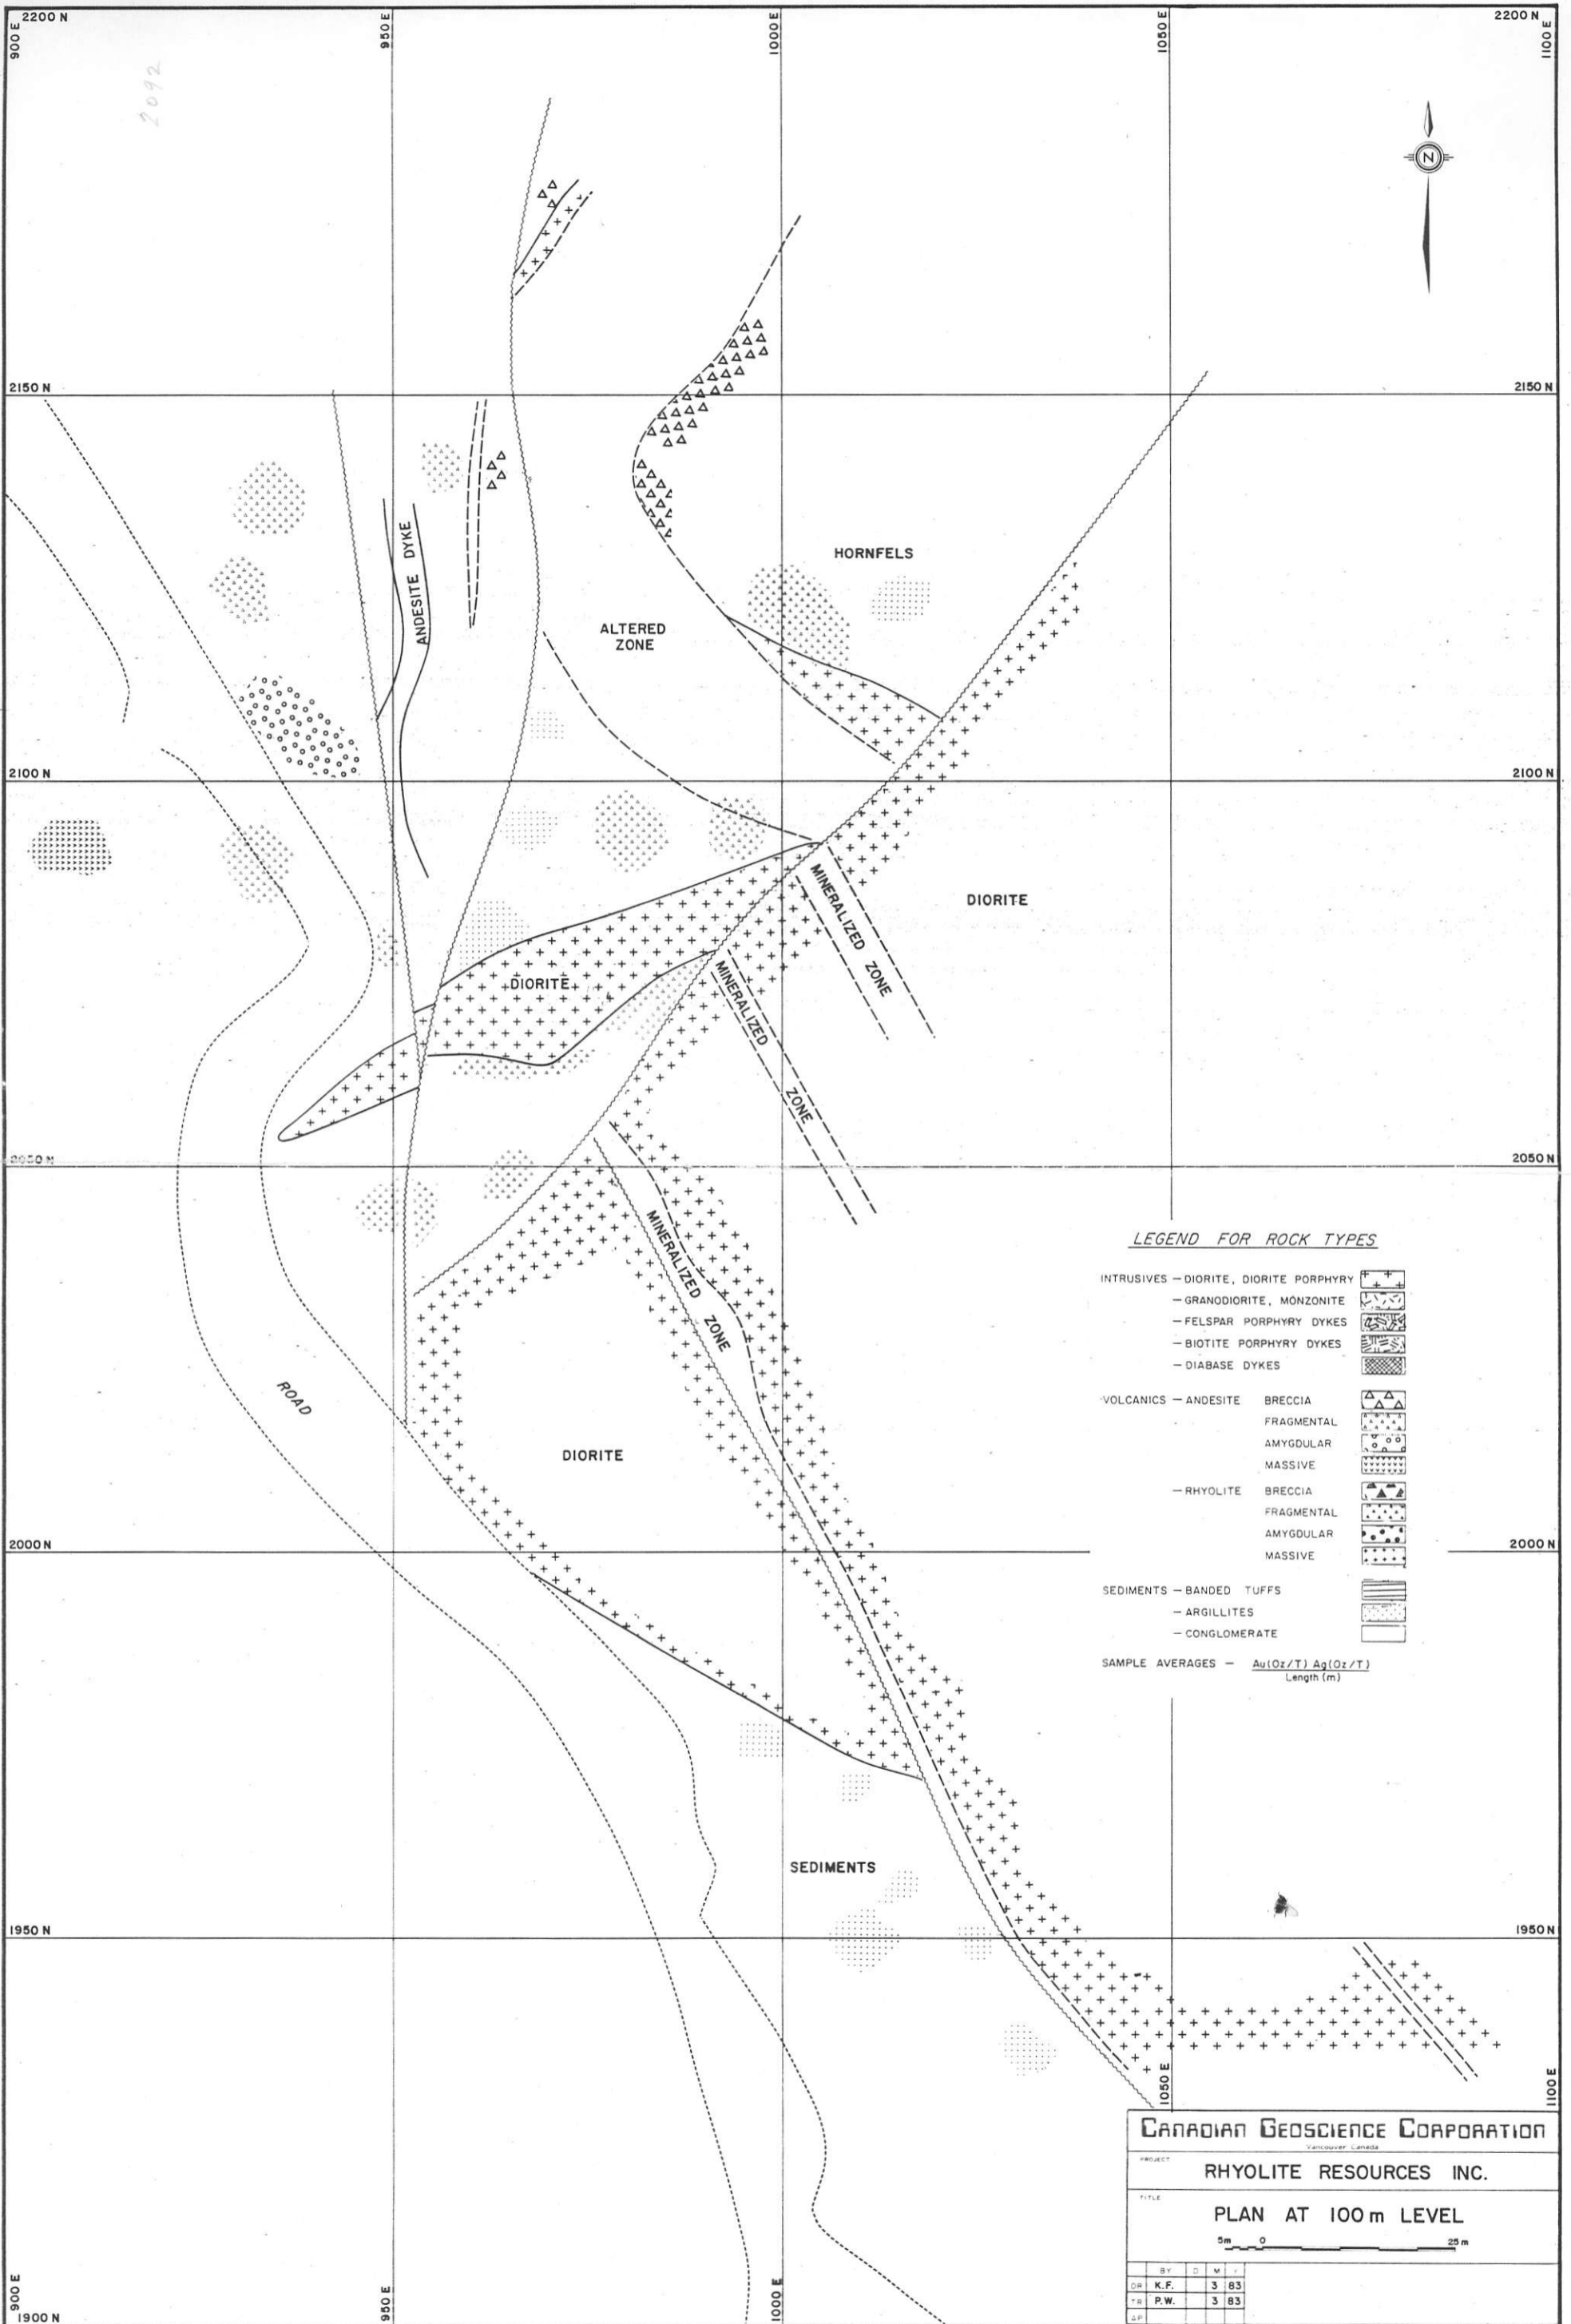 2200 N
900 E
950 E
1000 E
1050 E
2200 N
1100 E
2092
N
2150 N
2150 N
ANDESITE DYKE
HORNFELS
ALTERED
ZONE
2100 N
2100 N
MINERALIZED ZONE
DIORITE
DIORITE
MINERALIZED
ZONE
2050 N
2050 N
MINERALIZED ZONE
LEGEND FOR ROCK TYPES
INTRUSIVES — DIORITE, DIORITE PORPHYRY
— GRANODIORITE, MONZONITE
— FELSPAR PORPHYRY DYKES
— BIOTITE PORPHYRY DYKES
— DIABASE DYKES
VOLCANICS — ANDESITE BRECCIA
FRAGMENTAL
AMYGDULAR
MASSIVE
— RHYOLITE BRECCIA
FRAGMENTAL
AMYGDULAR
MASSIVE
SEDIMENTS — BANDED TUFFS
— ARGILLITES
— CONGLOMERATE
SAMPLE AVERAGES — Au(Oz/T) Ag(Oz/T)
Length (m)
ROAD
DIORITE
2000 N
2000 N
SEDIMENTS
1950 N
1950 N
1050 E
1100 E
CANADIAN GEOSCIENCE CORPORATION
Vancouver Canada
PROJECT
RHYOLITE RESOURCES INC.
TITLE
PLAN AT 100 m LEVEL
5m 0 25 m
BY D M Y
DR K.F. 3 83
TR P.W. 3 83
AP
900 E
1900 N
950 E
1000 E